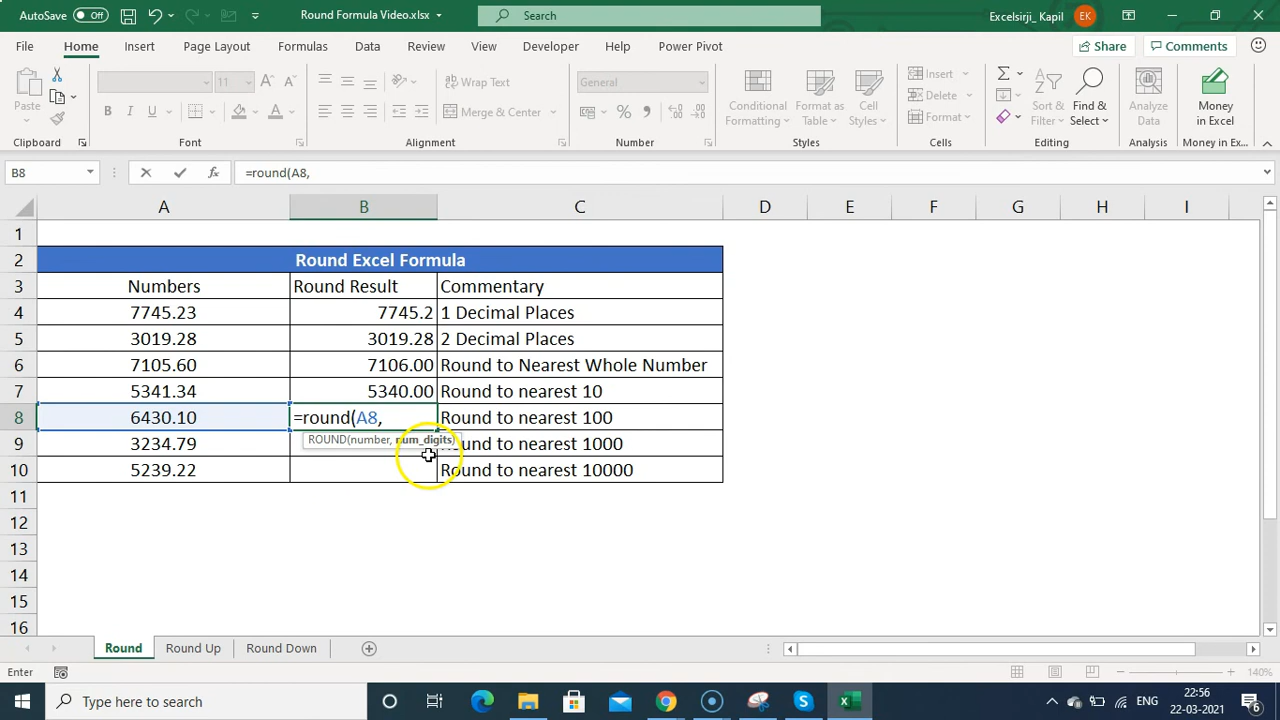 AutoSave Off Round Formula Video.xlsx Search Excelsirji_ Kapil EK
File Home Insert Page Layout Formulas Data Review View Developer Help Power Pivot Share Comments
Paste 11 B I U Wrap Text Merge & Center General Conditional Formatting Format as Table Cell Styles Insert Delete Format Sort & Filter Find & Select Analyze Data Money in Excel
Clipboard Font Alignment Number Styles Cells Editing Analysis Money in Ex...
B8 fx =round(A8,
A B C D E F G H I
1
2 Round Excel Formula
3 Numbers Round Result Commentary
4 7745.23 7745.2 1 Decimal Places
5 3019.28 3019.28 2 Decimal Places
6 7105.60 7106.00 Round to Nearest Whole Number
7 5341.34 5340.00 Round to nearest 10
8 6430.10 =round(A8, Round to nearest 100
ROUND(number, num_digits)
9 3234.79 ound to nearest 1000
10 5239.22 Round to nearest 10000
11
12
13
14
15
16
Round Round Up Round Down
Enter 140%
Type here to search 22:56
22-03-2021 6